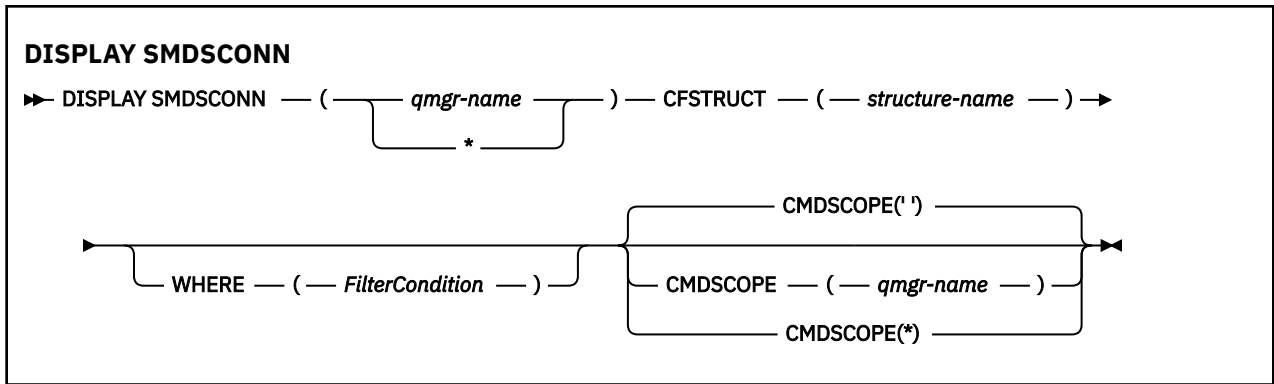 DISPLAY SMDSCONN
DISPLAY SMDSCONN ( qmgr-name ) CFSTRUCT ( structure-name )
*
CMDSCOPE(' ')
WHERE ( FilterCondition ) CMDSCOPE ( qmgr-name )
CMDSCOPE(*)